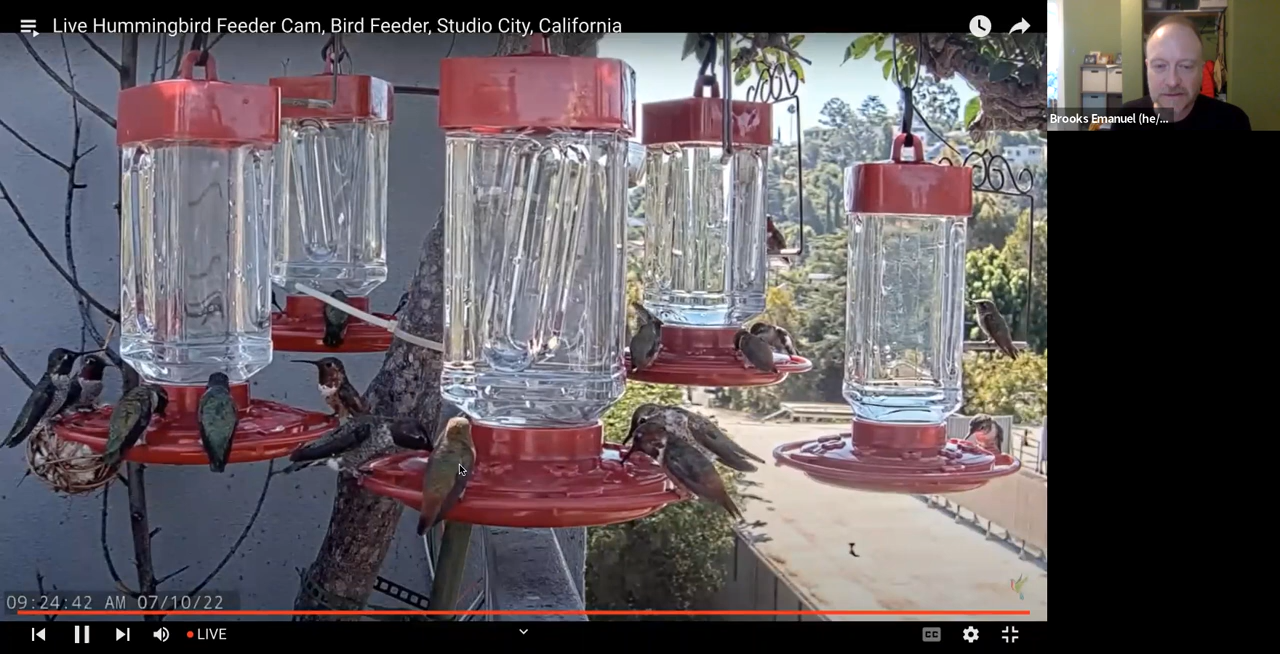 Live Hummingbird Feeder Cam, Bird Feeder, Studio City, California
Brooks Emanuel (he/...
09:24:42 AM 07/10/22
LIVE
CC